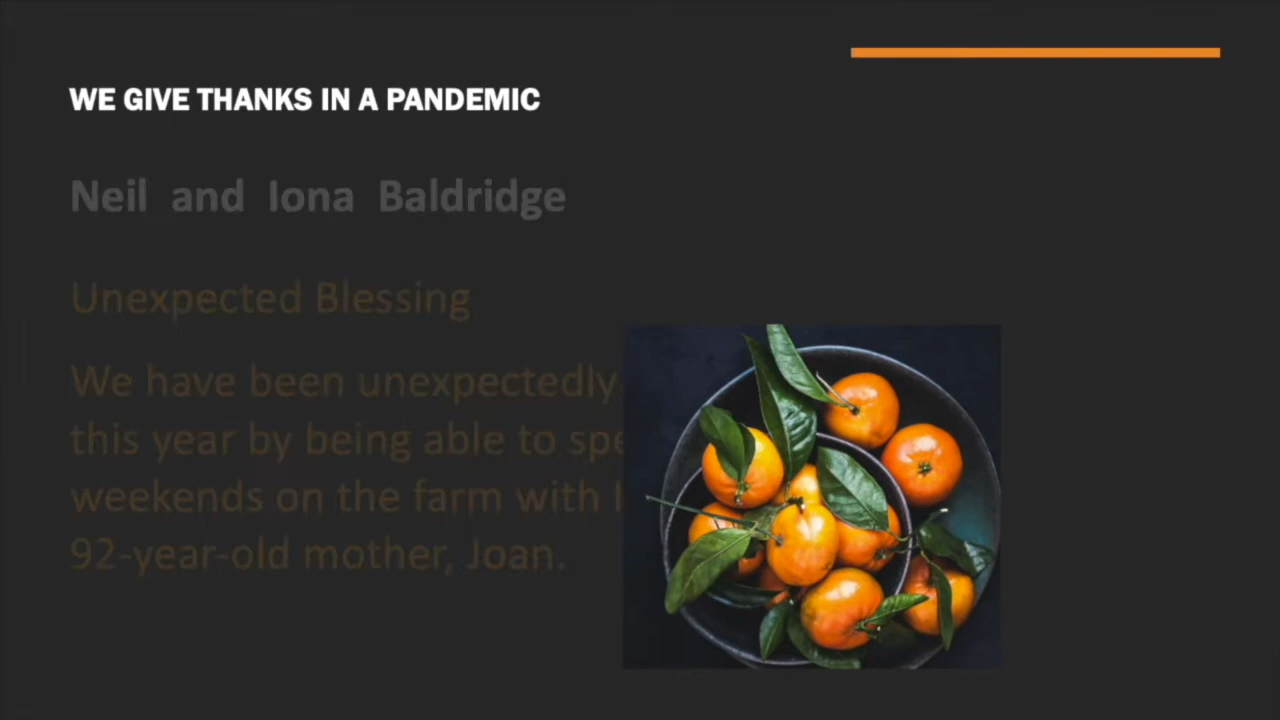 WE GIVE THANKS IN A PANDEMIC
Neil and Iona Baldridge
Unexpected Blessing
We have been unexpectedly
this year by being able to spe
weekends on the farm with
92-year-old mother, Joan.